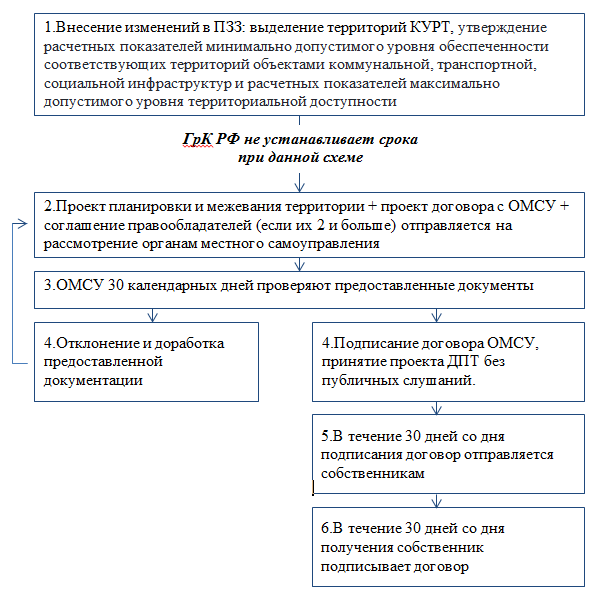 1.Внесение изменений в ПЗЗ: выделение территорий КУРТ, утверждение
расчетных показателей минимально допустимого уровня обеспеченности
соответствующих территорий объектами коммунальной, транспортной,
социальной инфраструктур и расчетных показателей максимально
допустимого уровня территориальной доступности
ГрК РФ не устанавливает срока
при данной схеме
2.Проект планировки и межевания территории + проект договора с ОМСУ +
соглашение правообладателей (если их 2 и больше) отправляется на
рассмотрение органам местного самоуправления
3.ОМСУ 30 календарных дней проверяют предоставленные документы
4.Отклонение и доработка
предоставленной
документации
4.Подписание договора ОМСУ,
принятие проекта ДПТ без
публичных слушаний.
5.В течение 30 дней со дня
подписания договор отправляется
собственникам
6.В течение 30 дней со дня
получения собственник
подписывает договор